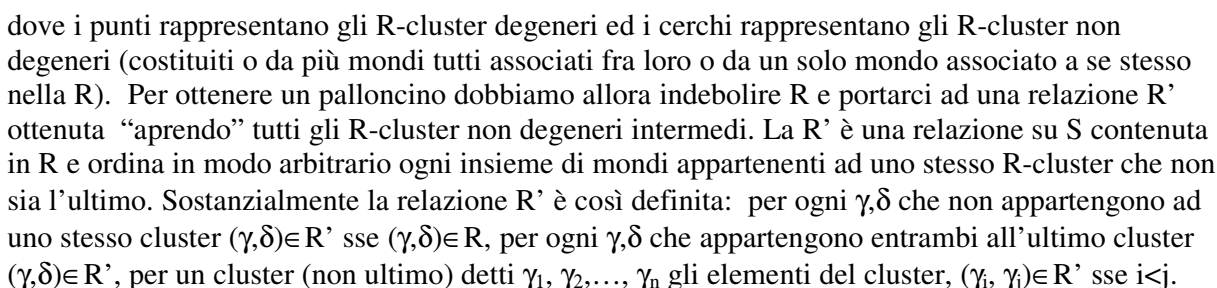 dove i punti rappresentano gli R-cluster degeneri ed i cerchi rappresentano gli R-cluster non
degeneri (costituiti o da più mondi tutti associati fra loro o da un solo mondo associato a se stesso
nella R).  Per ottenere un palloncino dobbiamo allora indebolire R e portarci ad una relazione R’
ottenuta  “aprendo” tutti gli R-cluster non degeneri intermedi. La R’ è una relazione su S contenuta
in R e ordina in modo arbitrario ogni insieme di mondi appartenenti ad uno stesso R-cluster che non
sia l’ultimo. Sostanzialmente la relazione R’ è così definita:  per ogni γ,δ che non appartengono ad
uno stesso cluster (γ,δ)∈R’ sse (γ,δ)∈R, per ogni γ,δ che appartengono entrambi all’ultimo cluster
(γ,δ)∈R’, per un cluster (non ultimo) detti γ₁, γ₂,…, γₙ gli elementi del cluster, (γᵢ, γⱼ)∈R’ sse i<j.